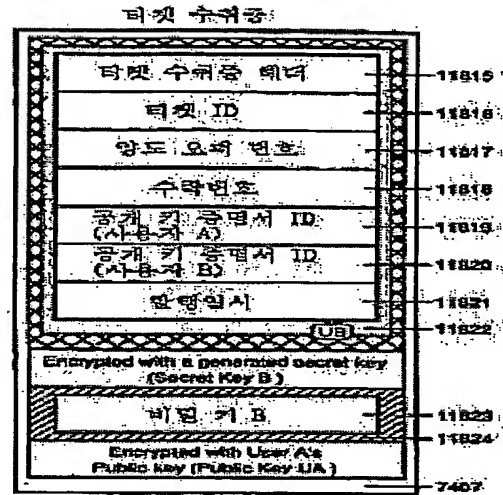 티켓 수취증
티켓 수취증 헤더
11815
티켓 ID
11816
양도 요구 번호
11817
수락번호
11818
공개 키 증명서 ID
(사용자 A)
11819
공개 키 증명서 ID
(사용자 B)
11820
발행일시
11821
UB
11822
Encrypted with a generated secret key
(Secret Key B)
비밀 키 B
11823
11824
Encrypted with User A's
Public key (Public Key UA)
7407